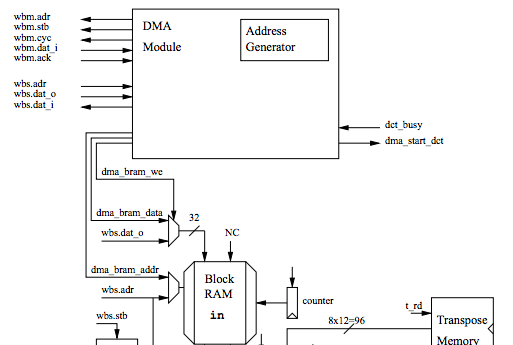 wbm.adr
wbm.stb
wbm.cyc
wbm.dat_i
wbm.ack
DMA
Module
Address
Generator
wbs.adr
wbs.dat_o
wbs.dat_i
dct_busy
dma_start_dct
dma_bram_we
dma_bram_data
32
wbs.dat_o
NC
dma_bram_addr
wbs.adr
Block
RAM
in
counter
wbs.stb
8x12=96
t_rd
Transpose
Memory